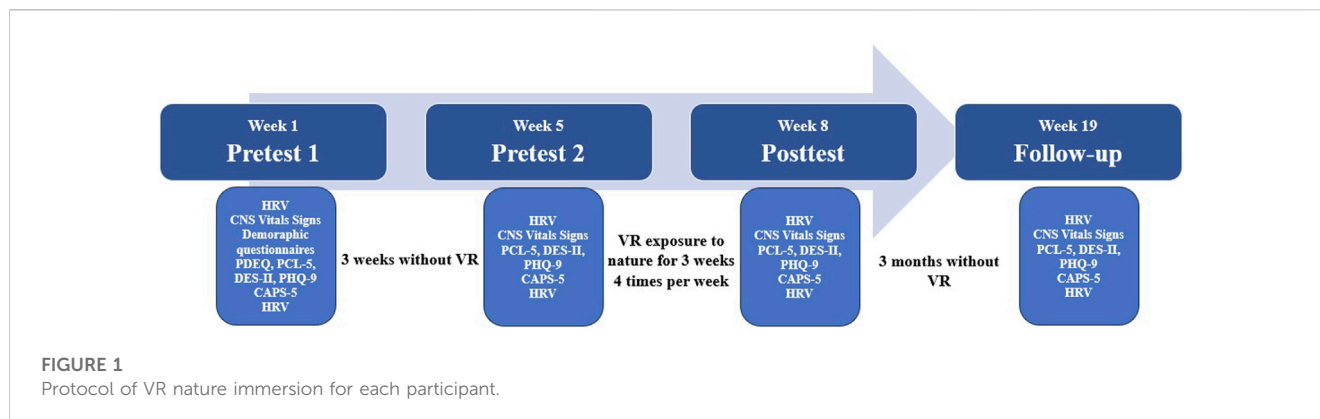 Week 1
Pretest 1
Week 5
Pretest 2
Week 8
Posttest
Week 19
Follow-up
HRV
CNS Vitals Signs
Demoraphic
questionnaires
PDEQ, PCL-5,
DES-II, PHQ-9
CAPS-5
HRV
3 weeks without VR
HRV
CNS Vitals Signs
PCL-5, DES-II,
PHQ-9
CAPS-5
HRV
VR exposure to
nature for 3 weeks
4 times per week
HRV
CNS Vitals Signs
PCL-5, DES-II,
PHQ-9
CAPS-5
HRV
3 months without
VR
HRV
CNS Vitals Signs
PCL-5, DES-II,
PHQ-9
CAPS-5
HRV
FIGURE 1
Protocol of VR nature immersion for each participant.